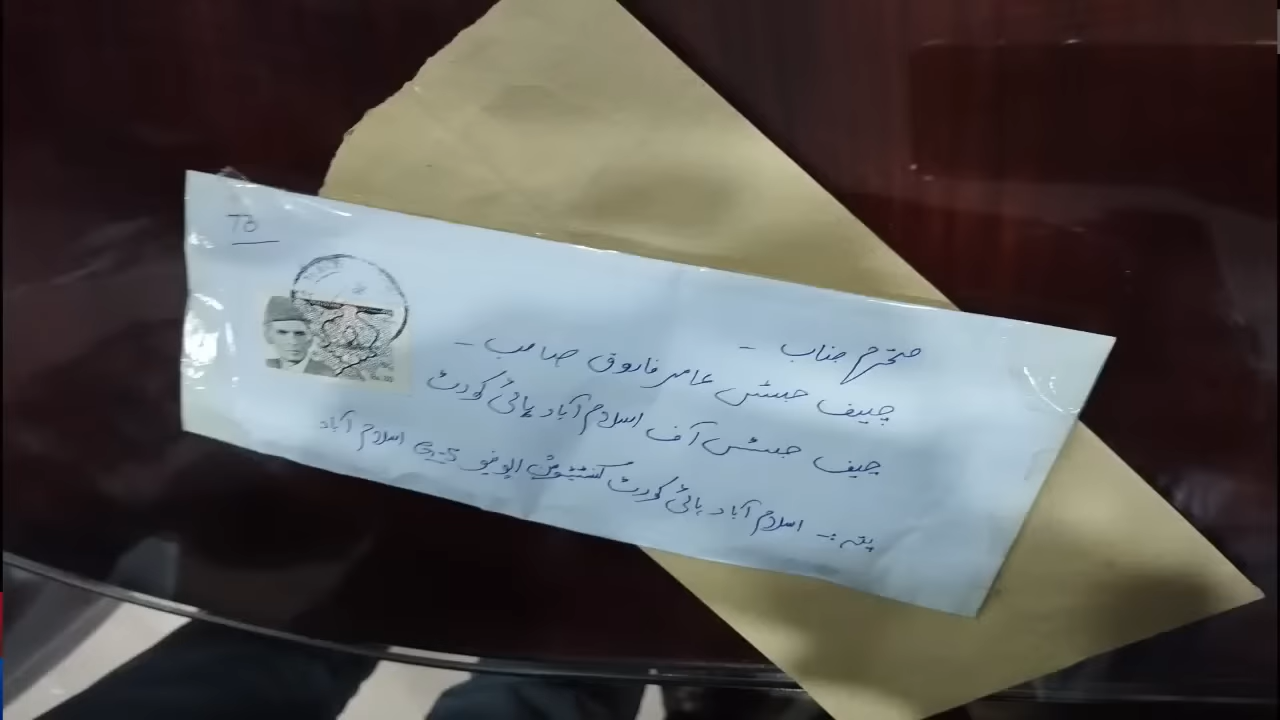 73
محترم جناب ۔
چیف جسٹس عامر فاروق صاحب ۔
چیف جسٹس آف اسلام آباد ہائی کورٹ
پتہ :۔ اسلام آباد ہائی کورٹ کنسٹیٹیوشن ایونیو G-5 اسلام آباد